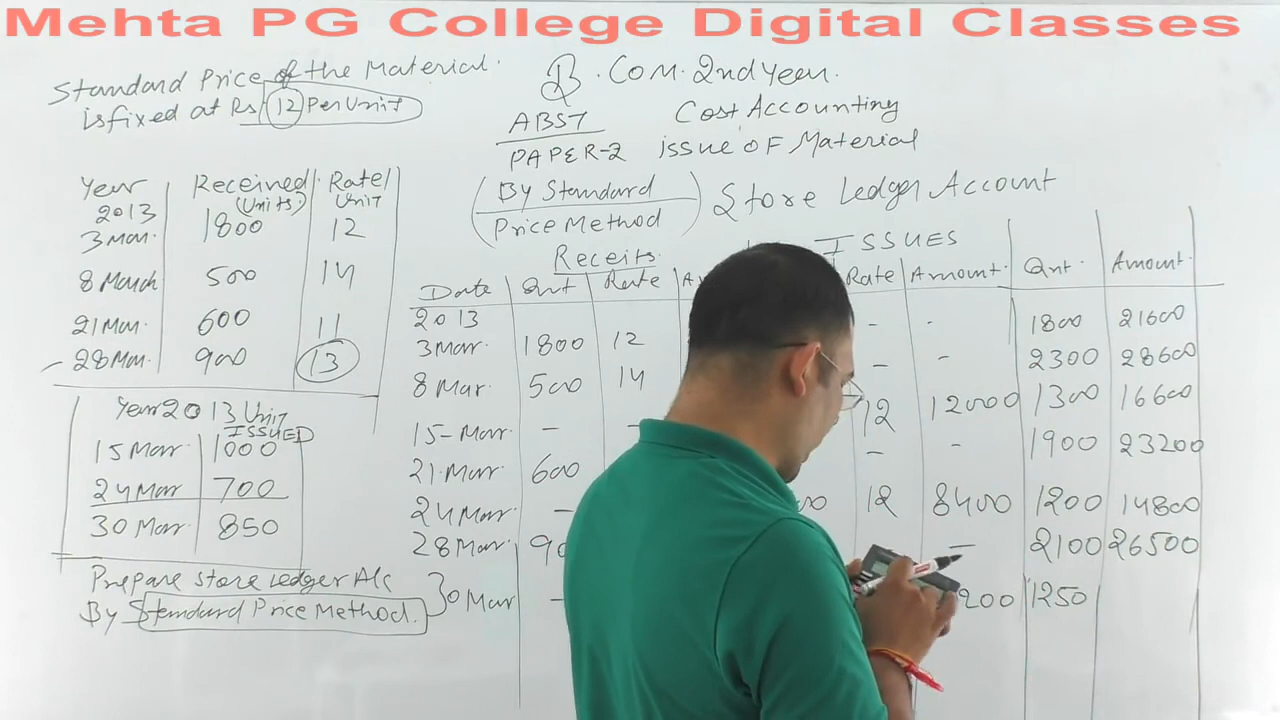 Mehta PG College Digital Classes
Standard Price of the Material
is fixed at Rs 12 Per Unit
B. Com. 2nd Year.
ABST
PAPER-2
Cost Accounting
issue OF Material
(By Standard
Price Method)
Store Ledger Account
Year Received Rate/
2013 (Units) Unit
3 Mar. 1800 12
8 March 500 14
21 Mar. 600 11
28 Mar. 900 13
Year 2013 Unit
ISSUED
15 Mar 1000
24 Mar 700
30 Mar 850
Prepare store ledger A/c
By Standard Price Method.
Receits. ISSUES
Date Qnt Rate Rate Amount. Qnt. Amount.
2013
3 Mar. 1800 12 - - 1800 21600
8 Mar. 500 14 - - 2300 28600
15-Mar. - - 12 12000 1300 16600
21-Mar. 600 - - 1900 23200
24 Mar. - 12 8400 1200 14800
28 Mar. - 2100 26500
30 Mar - 200 1250